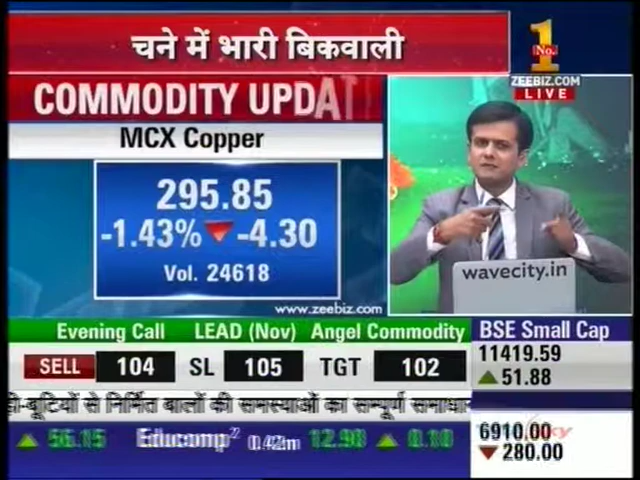 चने में भारी बिकवाली
No.
1
ZEEBIZ.COM
LIVE
COMMODITY UPDAT
MCX Copper
295.85
-1.43% -4.30
Vol. 24618
wavecity.in
www.zeebiz.com
Evening Call LEAD (Nov) Angel Commodity
SELL 104 SL 105 TGT 102
BSE Small Cap
11419.59
51.88
से निर्मित बालों की समस्याओं का सम्पूर्ण समाधान
56.15 Educomp 0.42m 12.90 0.10
6910.00
280.00